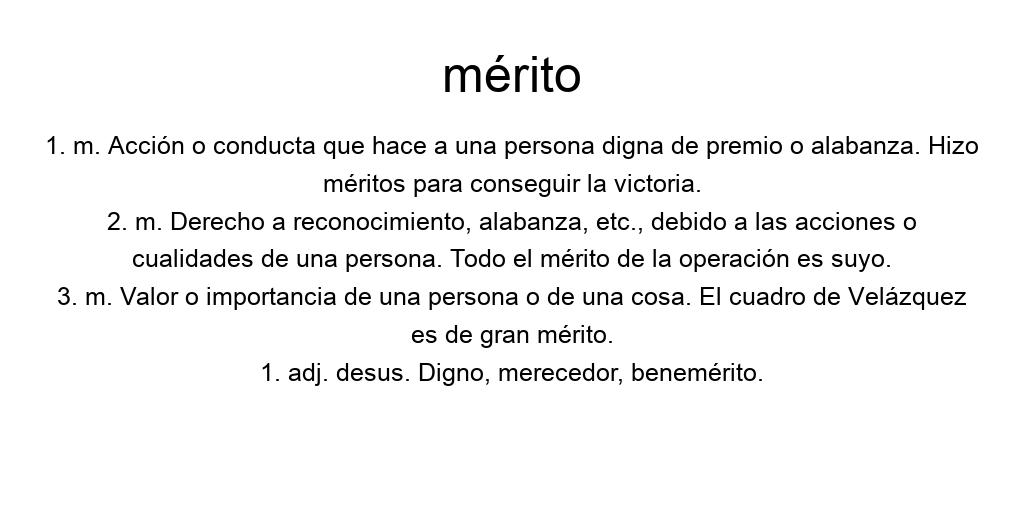 mérito
1. m. Acción o conducta que hace a una persona digna de premio o alabanza. Hizo
méritos para conseguir la victoria.
2. m. Derecho a reconocimiento, alabanza, etc., debido a las acciones o
cualidades de una persona. Todo el mérito de la operación es suyo.
3. m. Valor o importancia de una persona o de una cosa. El cuadro de Velázquez
es de gran mérito.
1. adj. desus. Digno, merecedor, benemérito.